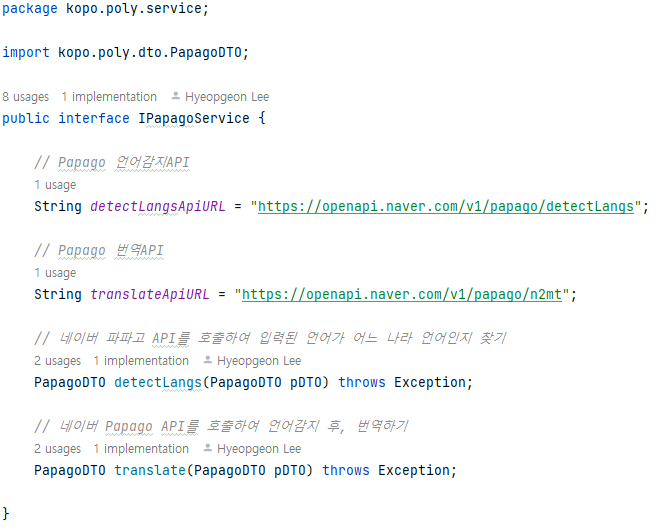 package kopo.poly.service;
import kopo.poly.dto.PapagoDTO;
8 usages 1 implementation Hyeopgeon Lee
public interface IPapagoService {
// Papago 언어감지API
1 usage
String detectLangsApiURL = "https://openapi.naver.com/v1/papago/detectLangs";
// Papago 번역API
1 usage
String translateApiURL = "https://openapi.naver.com/v1/papago/n2mt";
// 네이버 파파고 API를 호출하여 입력된 언어가 어느 나라 언어인지 찾기
2 usages 1 implementation Hyeopgeon Lee
PapagoDTO detectLangs(PapagoDTO pDTO) throws Exception;
// 네이버 Papago API를 호출하여 언어감지 후, 번역하기
2 usages 1 implementation Hyeopgeon Lee
PapagoDTO translate(PapagoDTO pDTO) throws Exception;
}